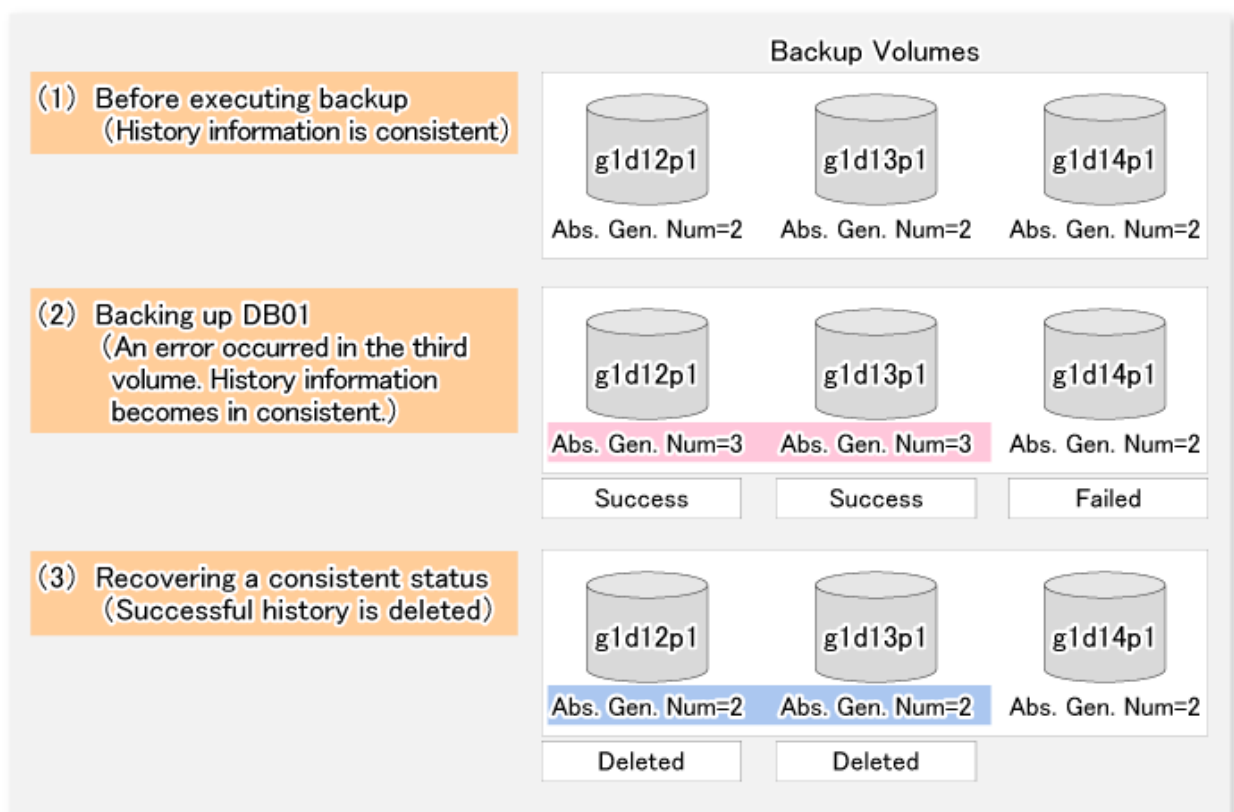 Backup Volumes
(1) Before executing backup
(History information is consistent)
g1d12p1 g1d13p1 g1d14p1
Abs. Gen. Num=2 Abs. Gen. Num=2 Abs. Gen. Num=2
(2) Backing up DB01
(An error occurred in the third
volume. History information
becomes in consistent.)
g1d12p1 g1d13p1 g1d14p1
Abs. Gen. Num=3 Abs. Gen. Num=3 Abs. Gen. Num=2
Success Success Failed
(3) Recovering a consistent status
(Successful history is deleted)
g1d12p1 g1d13p1 g1d14p1
Abs. Gen. Num=2 Abs. Gen. Num=2 Abs. Gen. Num=2
Deleted Deleted